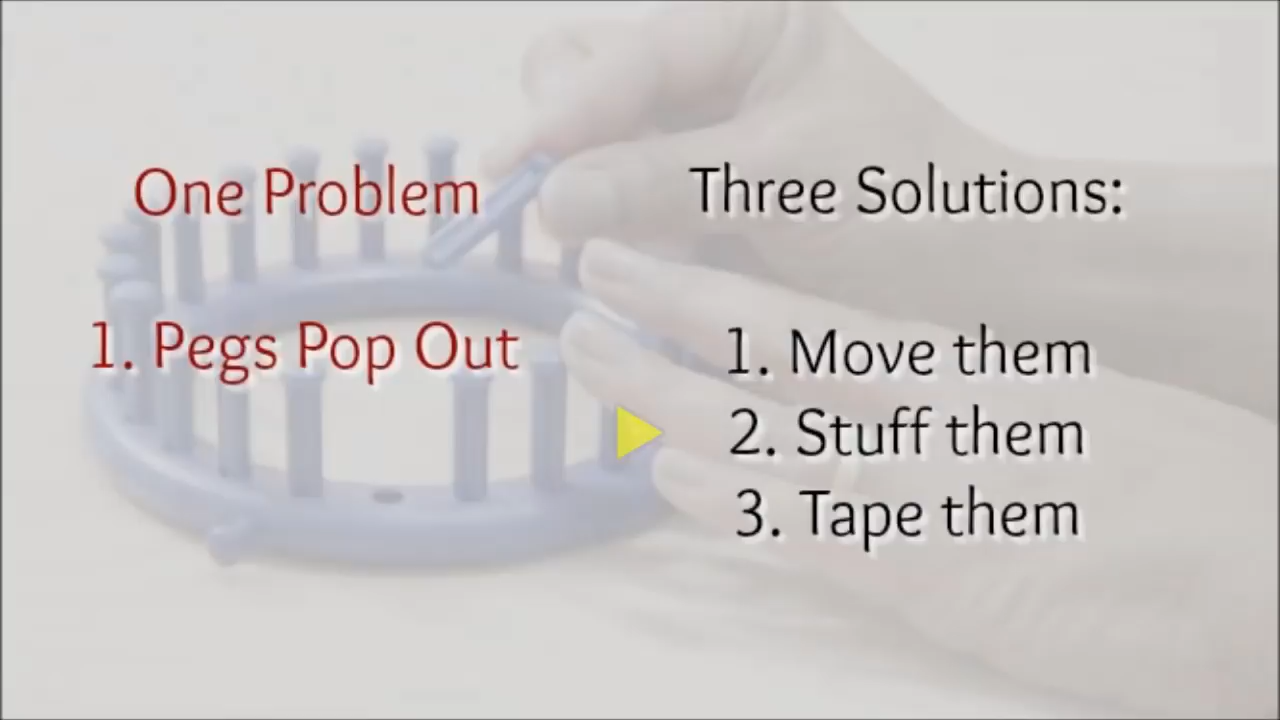 One Problem
1. Pegs Pop Out
Three Solutions:
1. Move them
2. Stuff them
3. Tape them